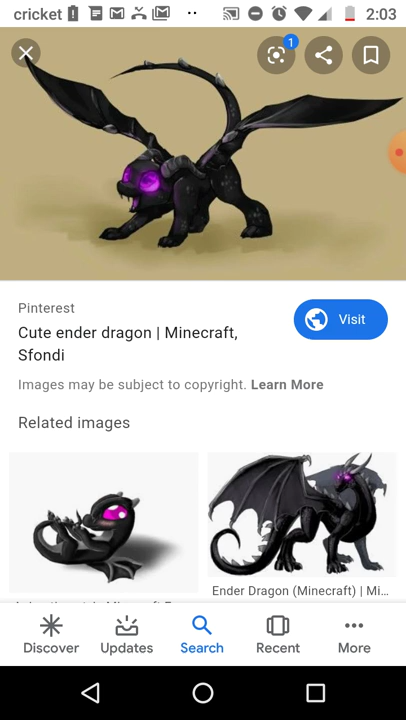 cricket
2:03
1
Pinterest
Cute ender dragon | Minecraft,
Sfondi
Visit
Images may be subject to copyright. Learn More
Related images
Ender Dragon (Minecraft) | Mi...
Discover
Updates
Search
Recent
More